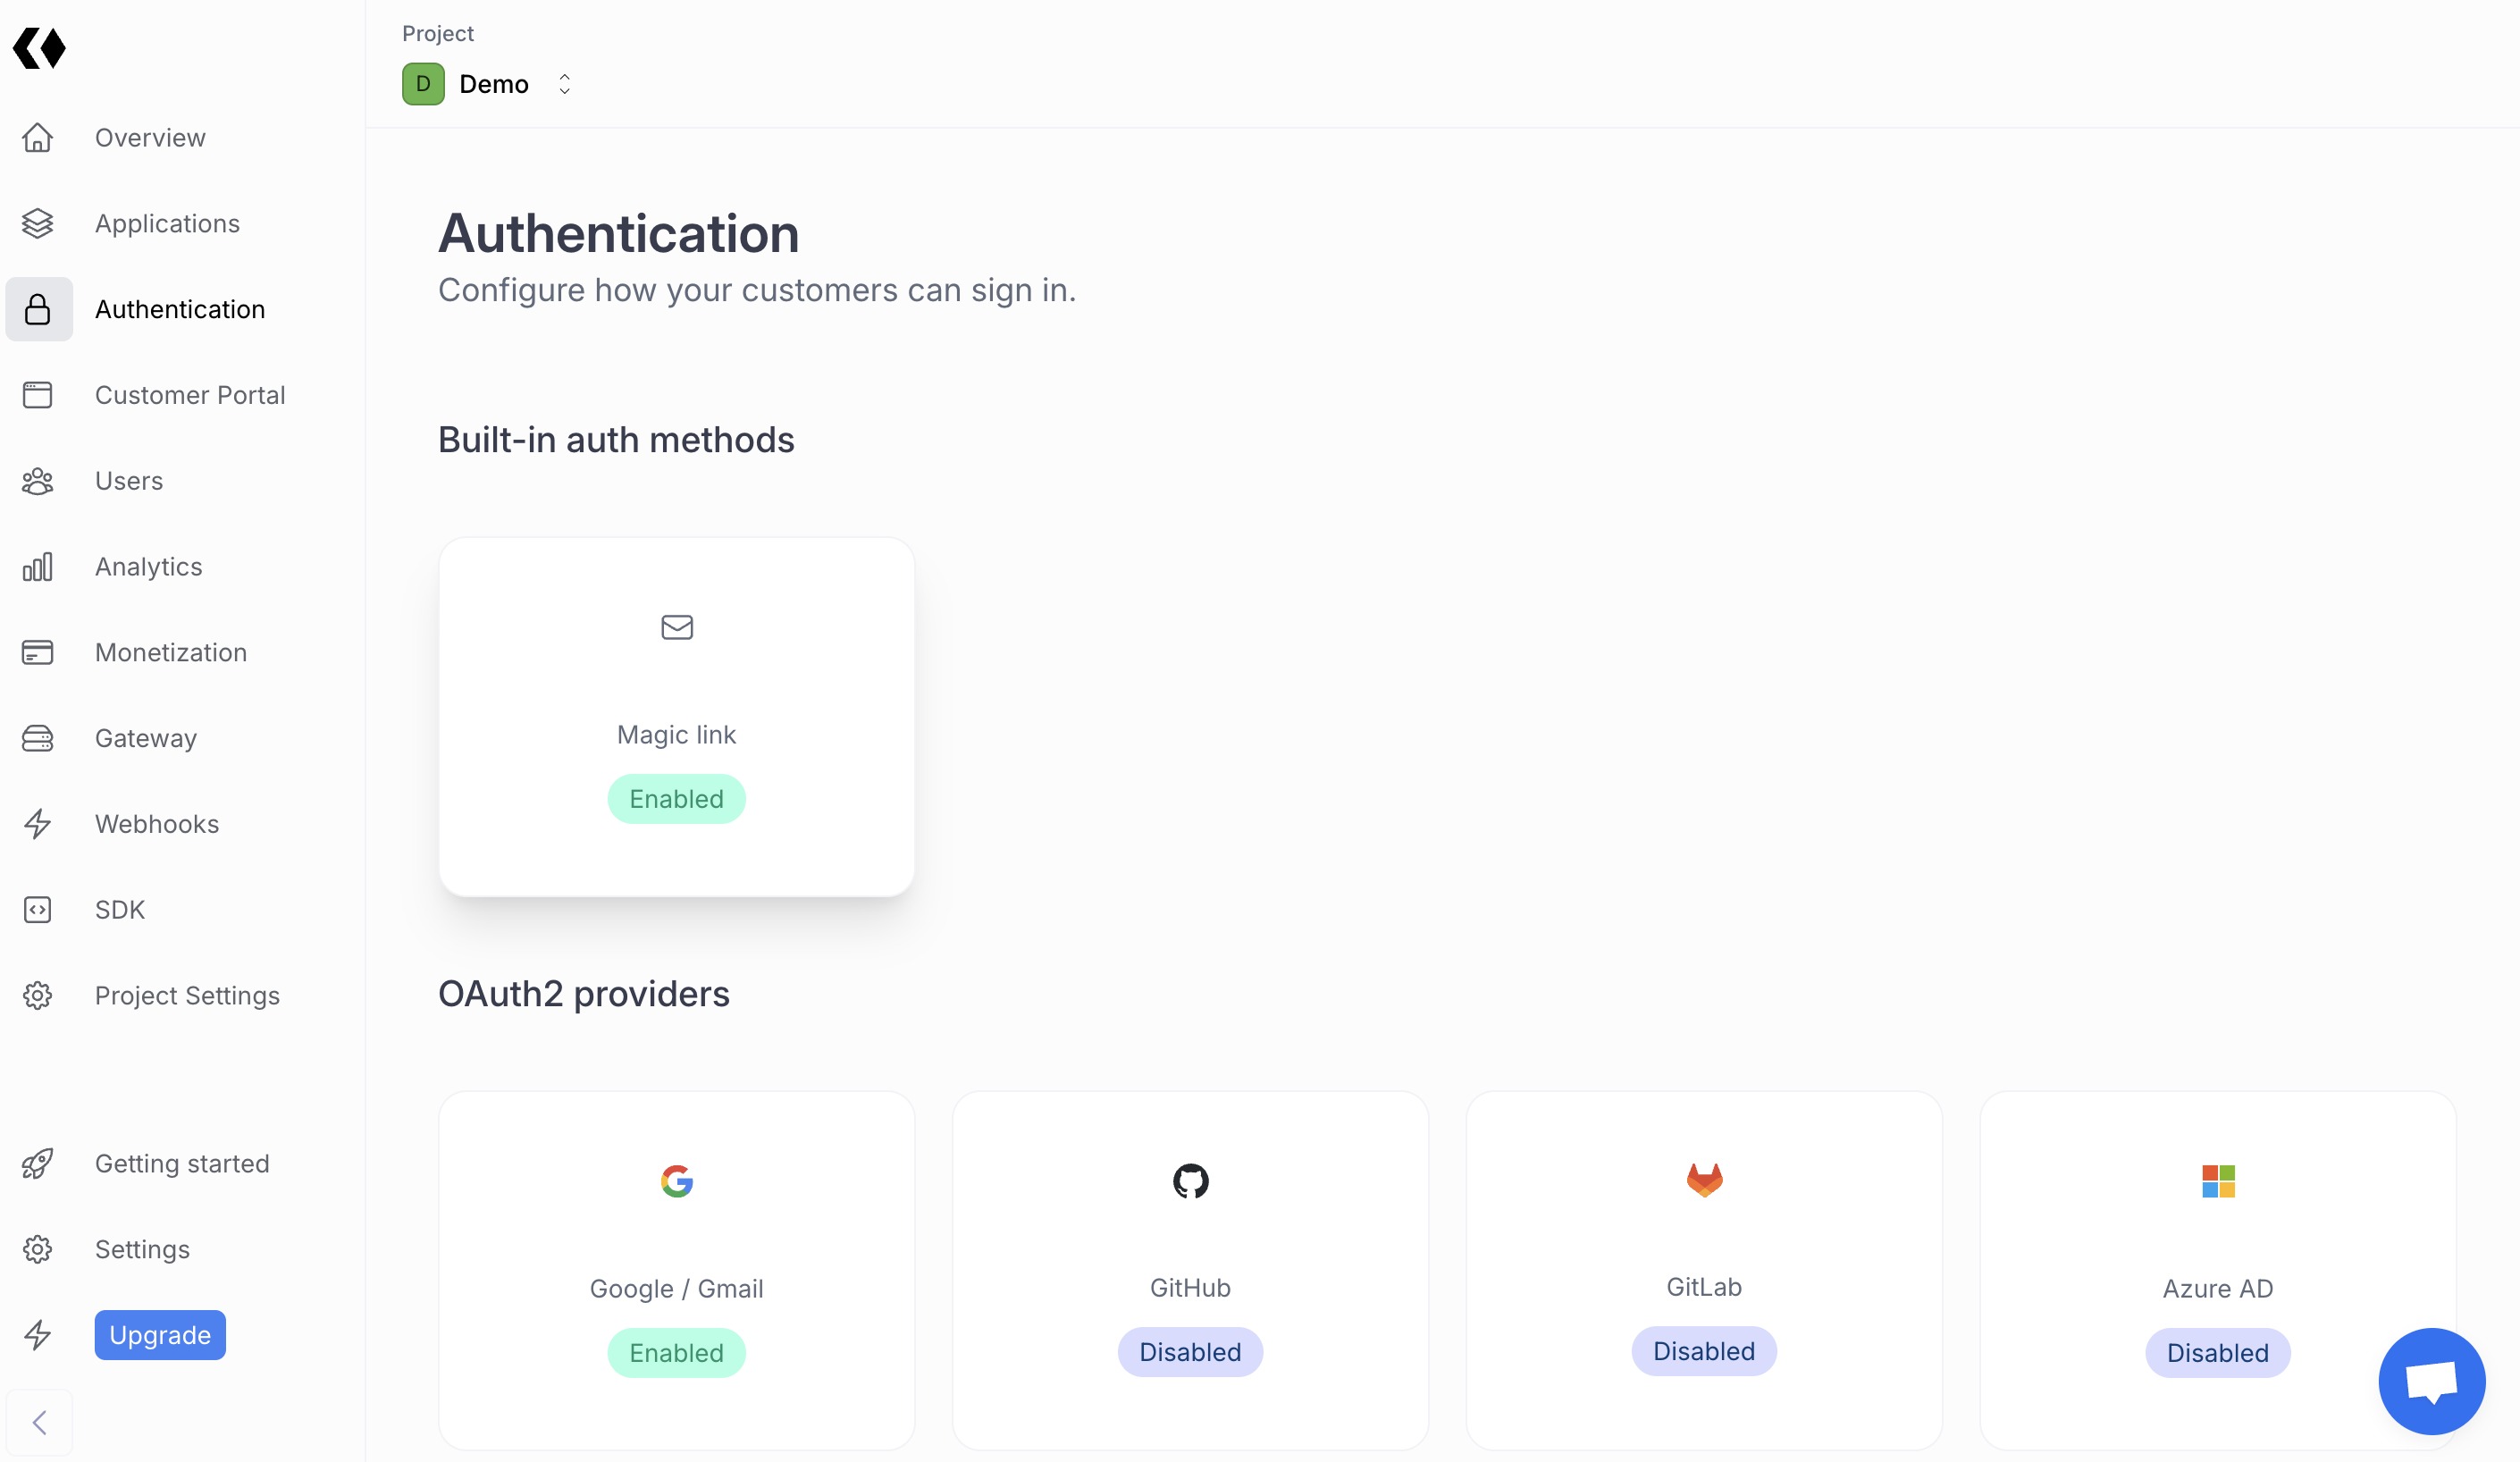 Project
D
Demo
Overview
Applications
Authentication
Customer Portal
Users
Analytics
Monetization
Gateway
Webhooks
SDK
Project Settings
Getting started
Settings
Upgrade
Authentication
Configure how your customers can sign in.
Built-in auth methods
Magic link
Enabled
OAuth2 providers
Google / Gmail
Enabled
GitHub
Disabled
GitLab
Disabled
Azure AD
Disabled